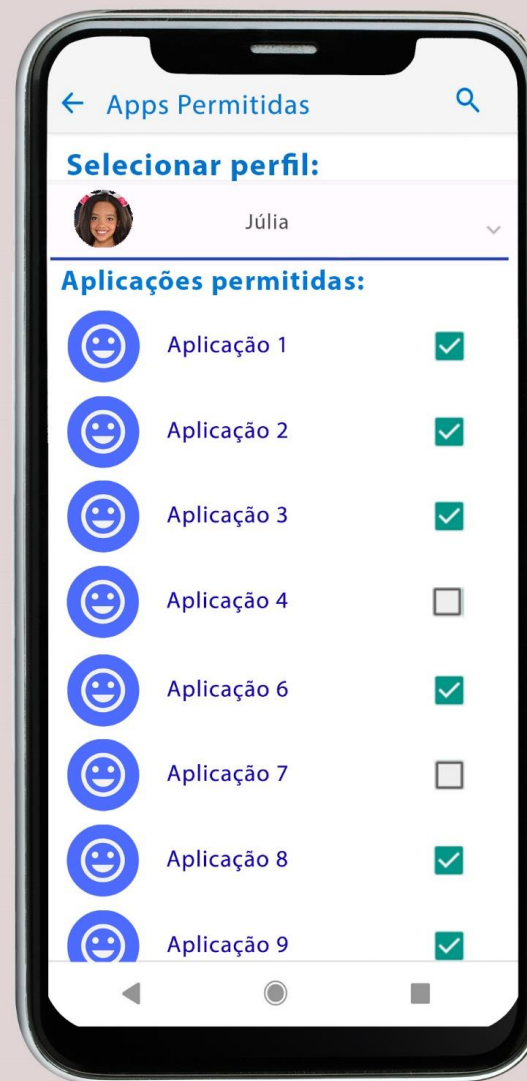 Apps Permitidas
Selecionar perfil:
Júlia
Aplicações permitidas:
Aplicação 1
Aplicação 2
Aplicação 3
Aplicação 4
Aplicação 6
Aplicação 7
Aplicação 8
Aplicação 9